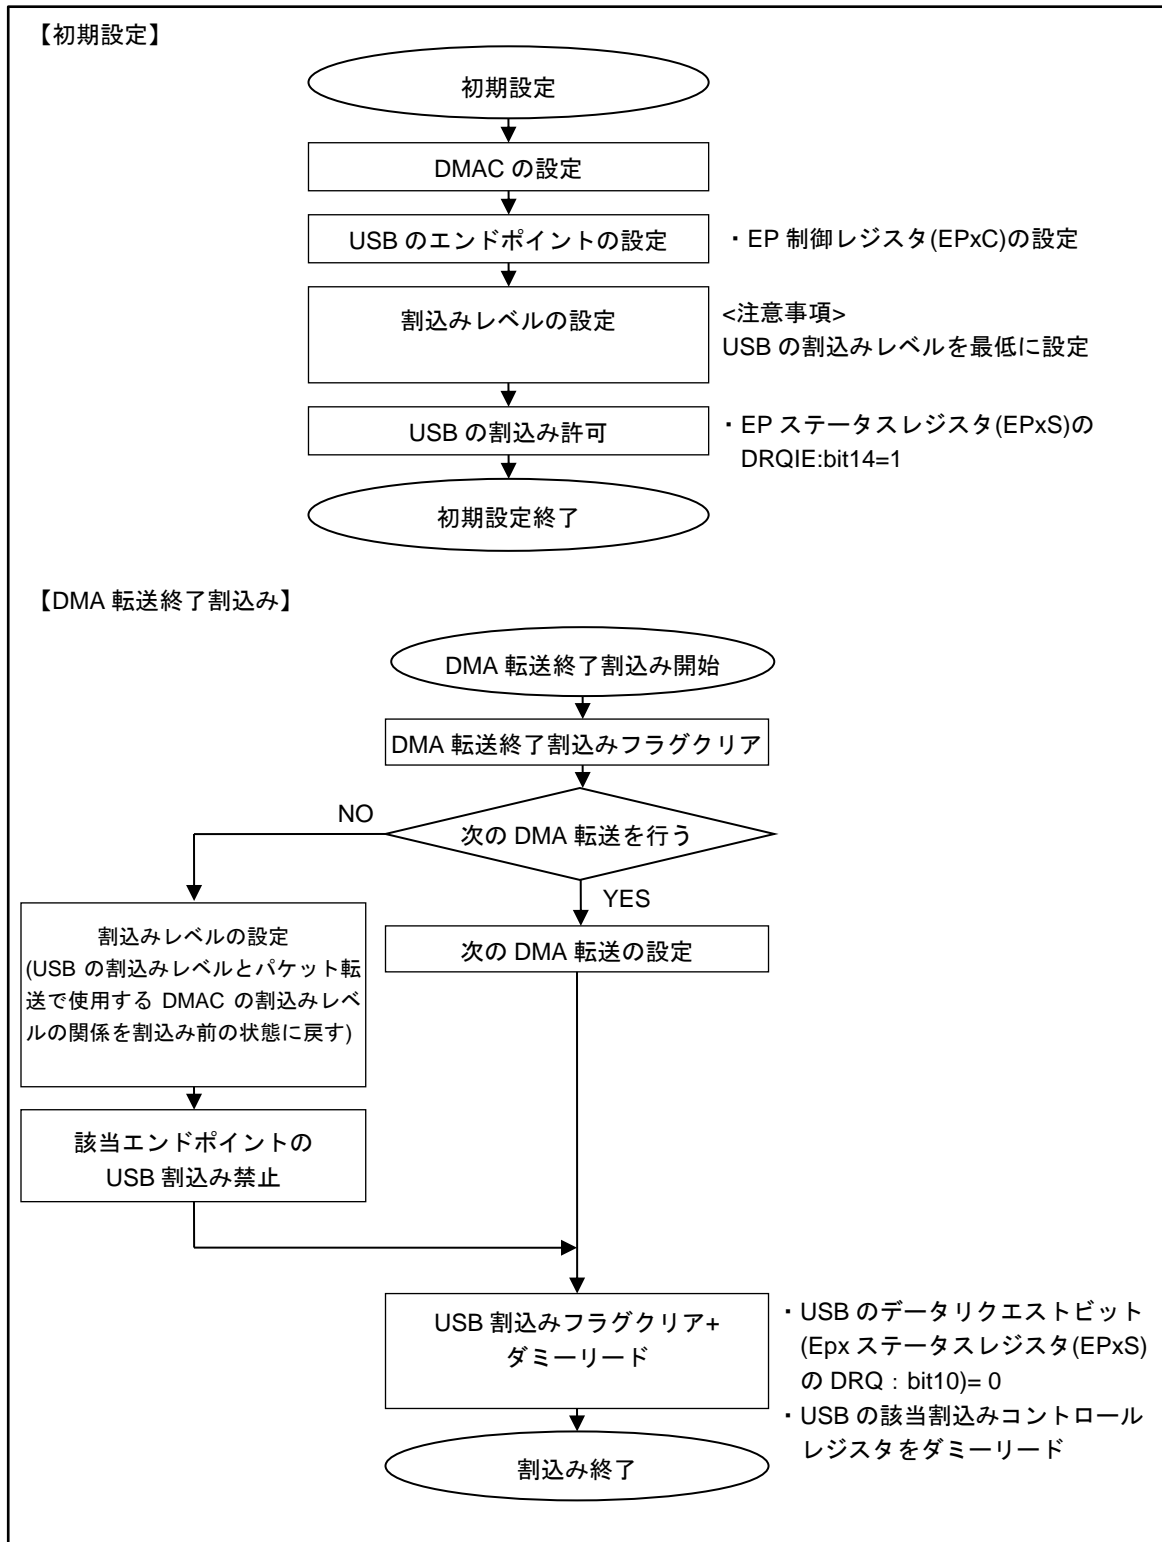 【初期設定】
初期設定
DMAC の設定
USB のエンドポイントの設定
・EP 制御レジスタ(EPxC)の設定
割込みレベルの設定
<注意事項>
USB の割込みレベルを最低に設定
USB の割込み許可
・EP ステータスレジスタ(EPxS)の
DRQIE:bit14=1
初期設定終了
【DMA 転送終了割込み】
DMA 転送終了割込み開始
DMA 転送終了割込みフラグクリア
次の DMA 転送を行う
NO
YES
割込みレベルの設定
(USB の割込みレベルとパケット転
送で使用する DMAC の割込みレベ
ルの関係を割込み前の状態に戻す)
次の DMA 転送の設定
該当エンドポイントの
USB 割込み禁止
USB 割込みフラグクリア+
ダミーリード
・USB のデータリクエストビット
(Epx ステータスレジスタ(EPxS)
の DRQ：bit10)= 0
・USB の該当割込みコントロール
レジスタをダミーリード
割込み終了